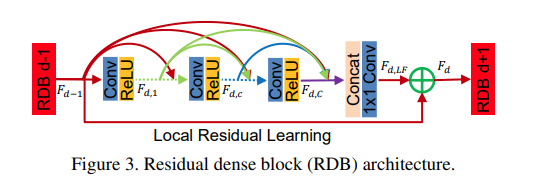 RDB d-1
F_{d-1}
Conv
ReLU
F_{d,1}
Conv
ReLU
F_{d,c}
Conv
ReLU
F_{d,C}
Concat
1x1 Conv
F_{d,LF}
F_d
RDB d+1
Local Residual Learning
Figure 3. Residual dense block (RDB) architecture.